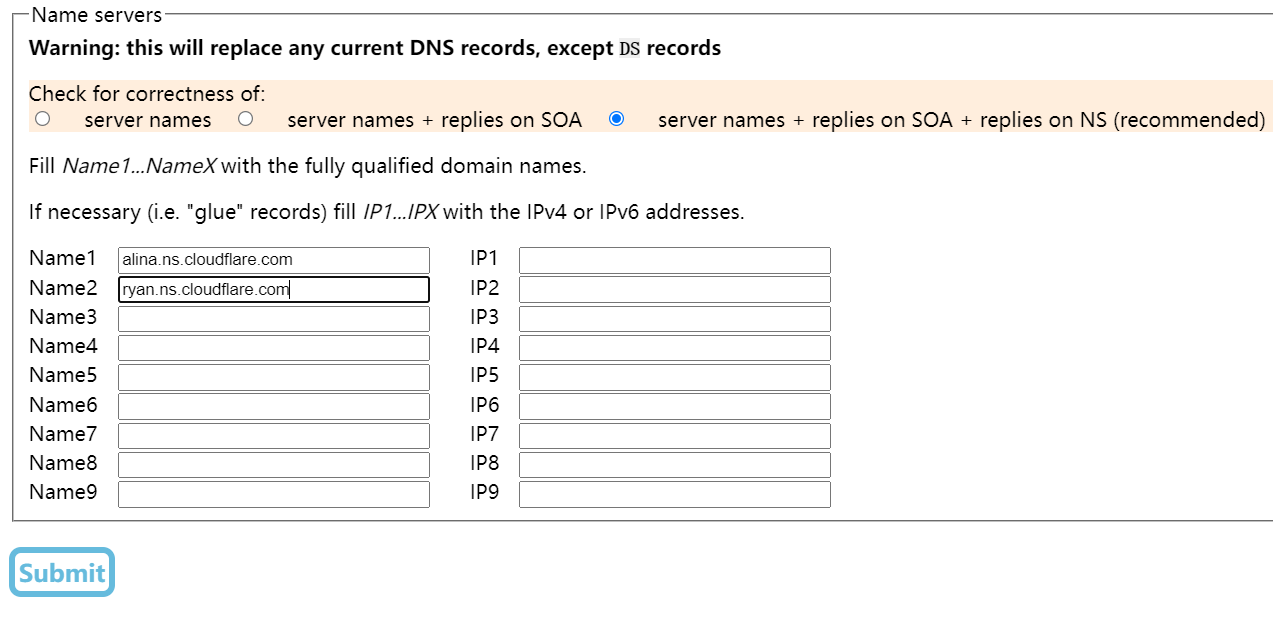 Name servers
Warning: this will replace any current DNS records, except DS records
Check for correctness of:
server names server names + replies on SOA server names + replies on SOA + replies on NS (recommended)
Fill Name1...NameX with the fully qualified domain names.
If necessary (i.e. "glue" records) fill IP1...IPX with the IPv4 or IPv6 addresses.
Name1 alina.ns.cloudflare.com IP1
Name2 ryan.ns.cloudflare.com IP2
Name3 IP3
Name4 IP4
Name5 IP5
Name6 IP6
Name7 IP7
Name8 IP8
Name9 IP9
Submit